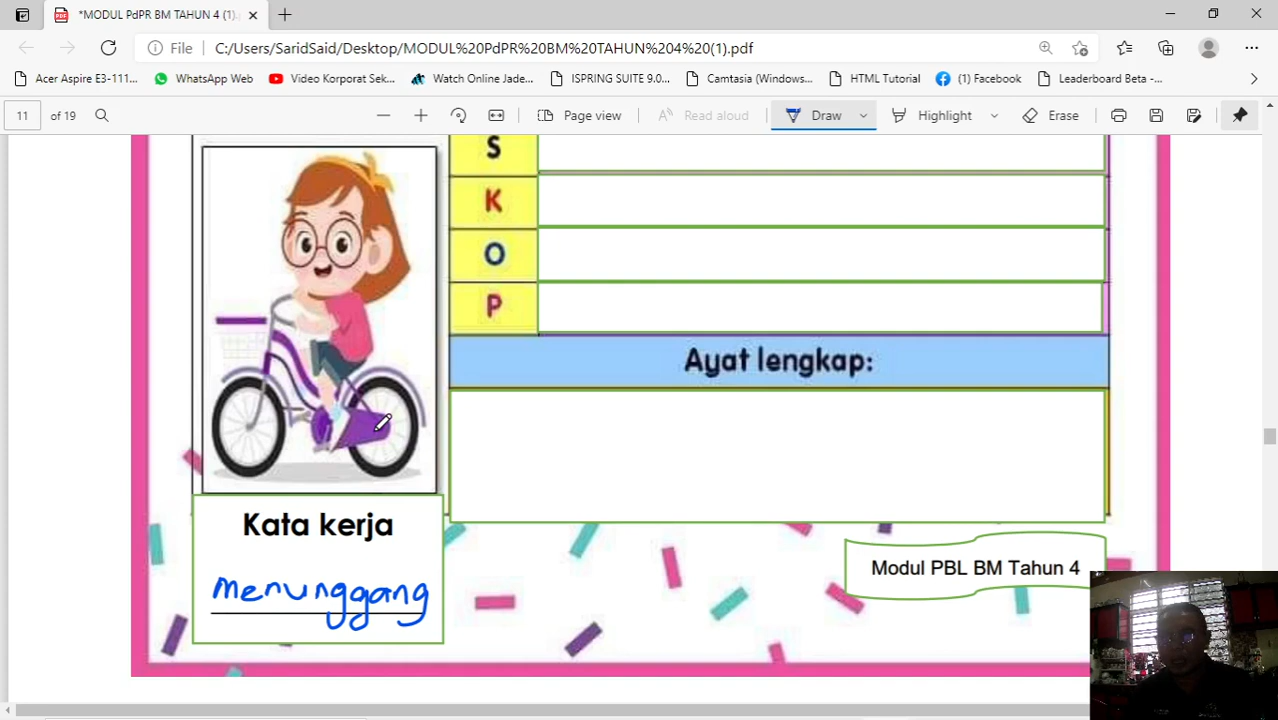 *MODUL PdPR BM TAHUN 4 (1).p
File C:/Users/SaridSaid/Desktop/MODUL%20PdPR%20BM%20TAHUN%204%20(1).pdf
Acer Aspire E3-111... WhatsApp Web Video Korporat Sek... Watch Online Jade... ISPRING SUITE 9.0... Camtasia (Windows... HTML Tutorial (1) Facebook Leaderboard Beta -...
11 of 19 Page view Read aloud Draw Highlight Erase
S
K
O
P
Ayat lengkap:
Kata kerja
menunggang
Modul PBL BM Tahun 4